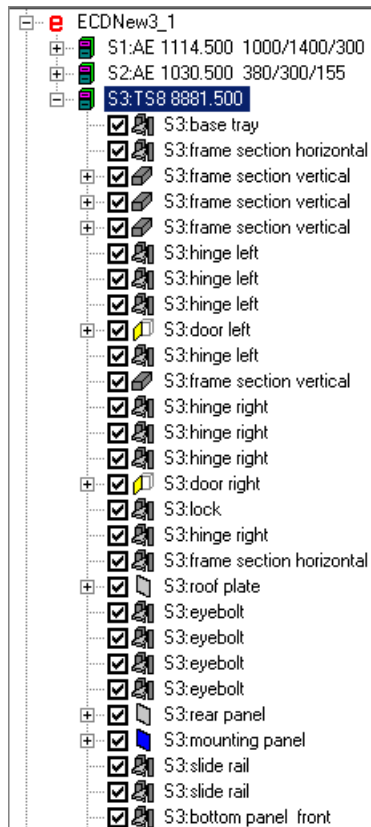 ECDNew3_1
S1:AE 1114.500 1000/1400/300
S2:AE 1030.500 380/300/155
S3:TS8 8881.500
S3:base tray
S3:frame section horizontal
S3:frame section vertical
S3:frame section vertical
S3:frame section vertical
S3:hinge left
S3:hinge left
S3:hinge left
S3:door left
S3:hinge left
S3:frame section vertical
S3:hinge right
S3:hinge right
S3:hinge right
S3:door right
S3:lock
S3:hinge right
S3:frame section horizontal
S3:roof plate
S3:eyebolt
S3:eyebolt
S3:eyebolt
S3:eyebolt
S3:rear panel
S3:mounting panel
S3:slide rail
S3:slide rail
S3:bottom panel front